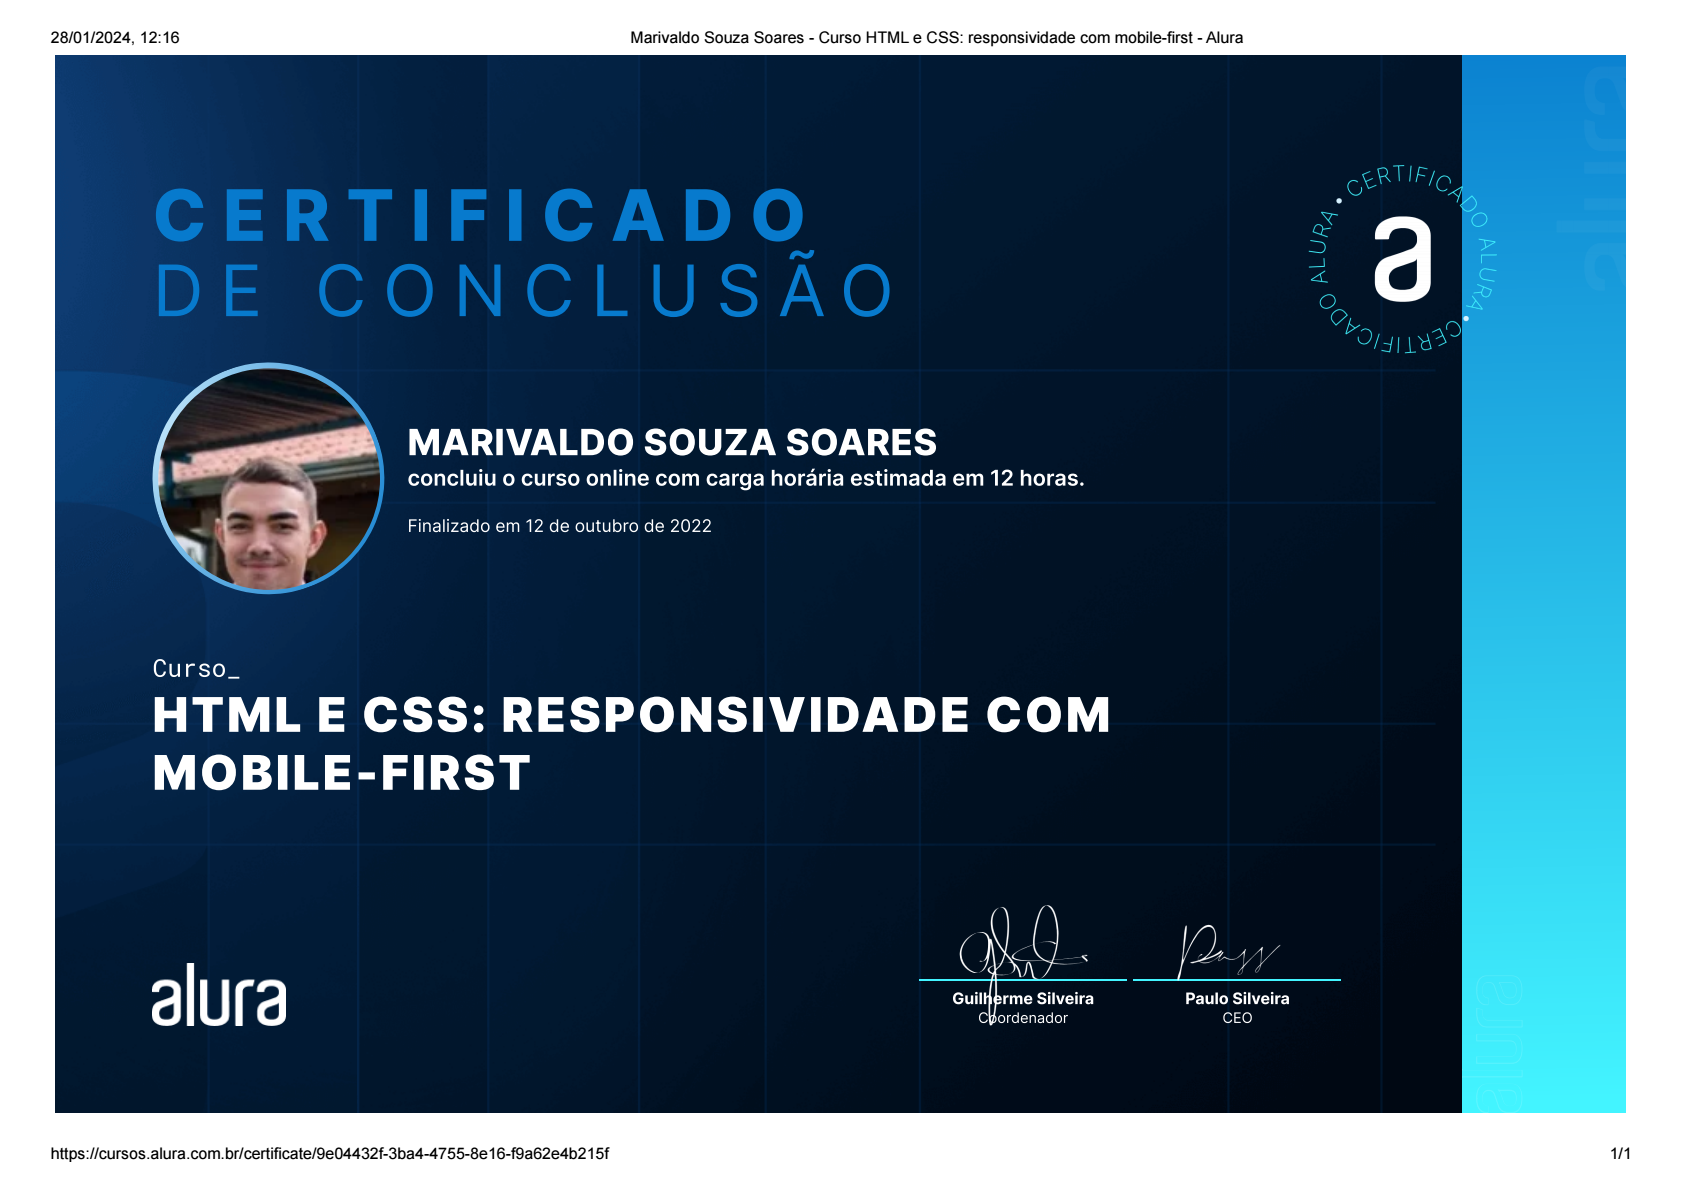 28/01/2024, 12:16
Marivaldo Souza Soares - Curso HTML e CSS: responsividade com mobile-first - Alura
CERTIFICADO
DE CONCLUSÃO
CERTIFICADO ALURA • CERTIFICADO ALURA •
a
MARIVALDO SOUZA SOARES
concluiu o curso online com carga horária estimada em 12 horas.
Finalizado em 12 de outubro de 2022
Curso_
HTML E CSS: RESPONSIVIDADE COM
MOBILE-FIRST
alura
Guilherme Silveira
Coordenador
Paulo Silveira
CEO
alura
alura
https://cursos.alura.com.br/certificate/9e04432f-3ba4-4755-8e16-f9a62e4b215f
1/1